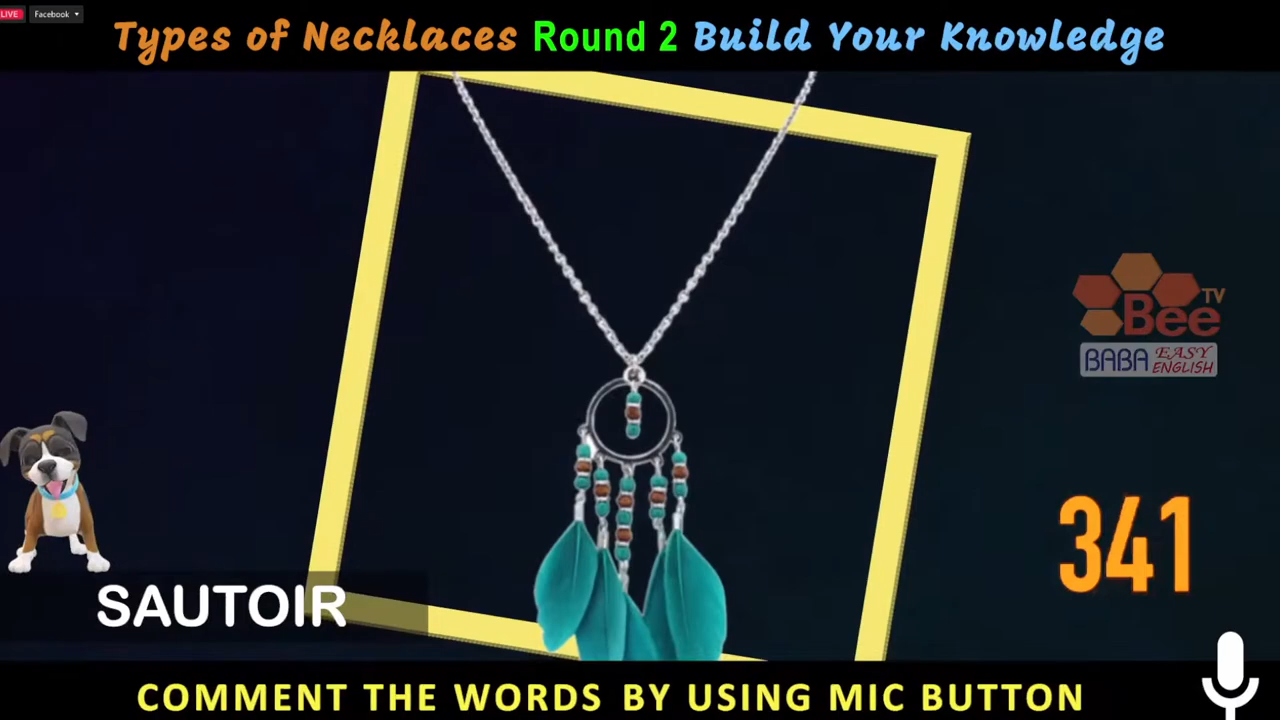 LIVE
Facebook
Types of Necklaces Round 2 Build Your Knowledge
Bee TV
BABA EASY ENGLISH
341
SAUTOIR
COMMENT THE WORDS BY USING MIC BUTTON